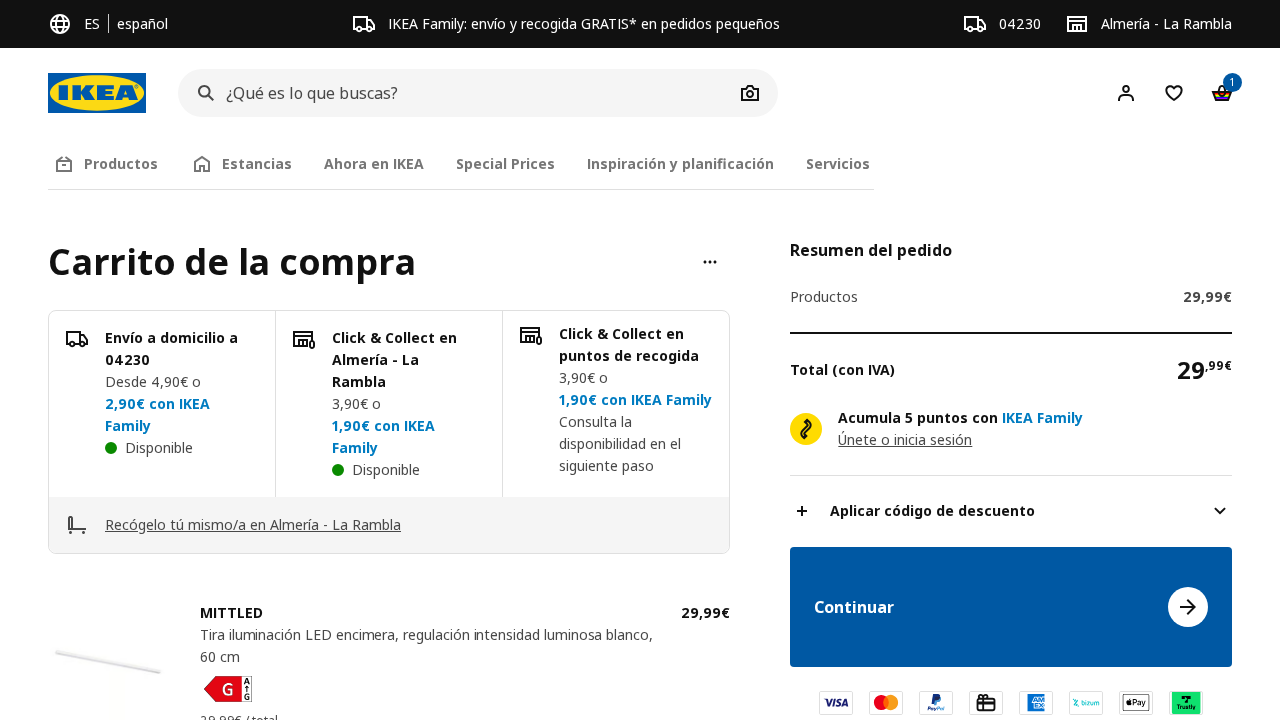 ES
español
IKEA Family: envío y recogida GRATIS* en pedidos pequeños
04230
Almería - La Rambla
IKEA
¿Qué es lo que buscas?
1
Productos
Estancias
Ahora en IKEA
Special Prices
Inspiración y planificación
Servicios
Carrito de la compra
Envío a domicilio a
04230
Desde 4,90€ o
2,90€ con IKEA
Family
Disponible
Click & Collect en
Almería - La
Rambla
3,90€ o
1,90€ con IKEA
Family
Disponible
Click & Collect en
puntos de recogida
3,90€ o
1,90€ con IKEA Family
Consulta la
disponibilidad en el
siguiente paso
Recógelo tú mismo/a en Almería - La Rambla
MITTLED
29,99€
Tira iluminación LED encimera, regulación intensidad luminosa blanco,
60 cm
G
A
G
29,99€ / total
Resumen del pedido
Productos
29,99€
Total (con IVA)
29,99€
Acumula 5 puntos con IKEA Family
Únete o inicia sesión
Aplicar código de descuento
Continuar
VISA
PayPal
AMEX
bizum
Pay
Trustly